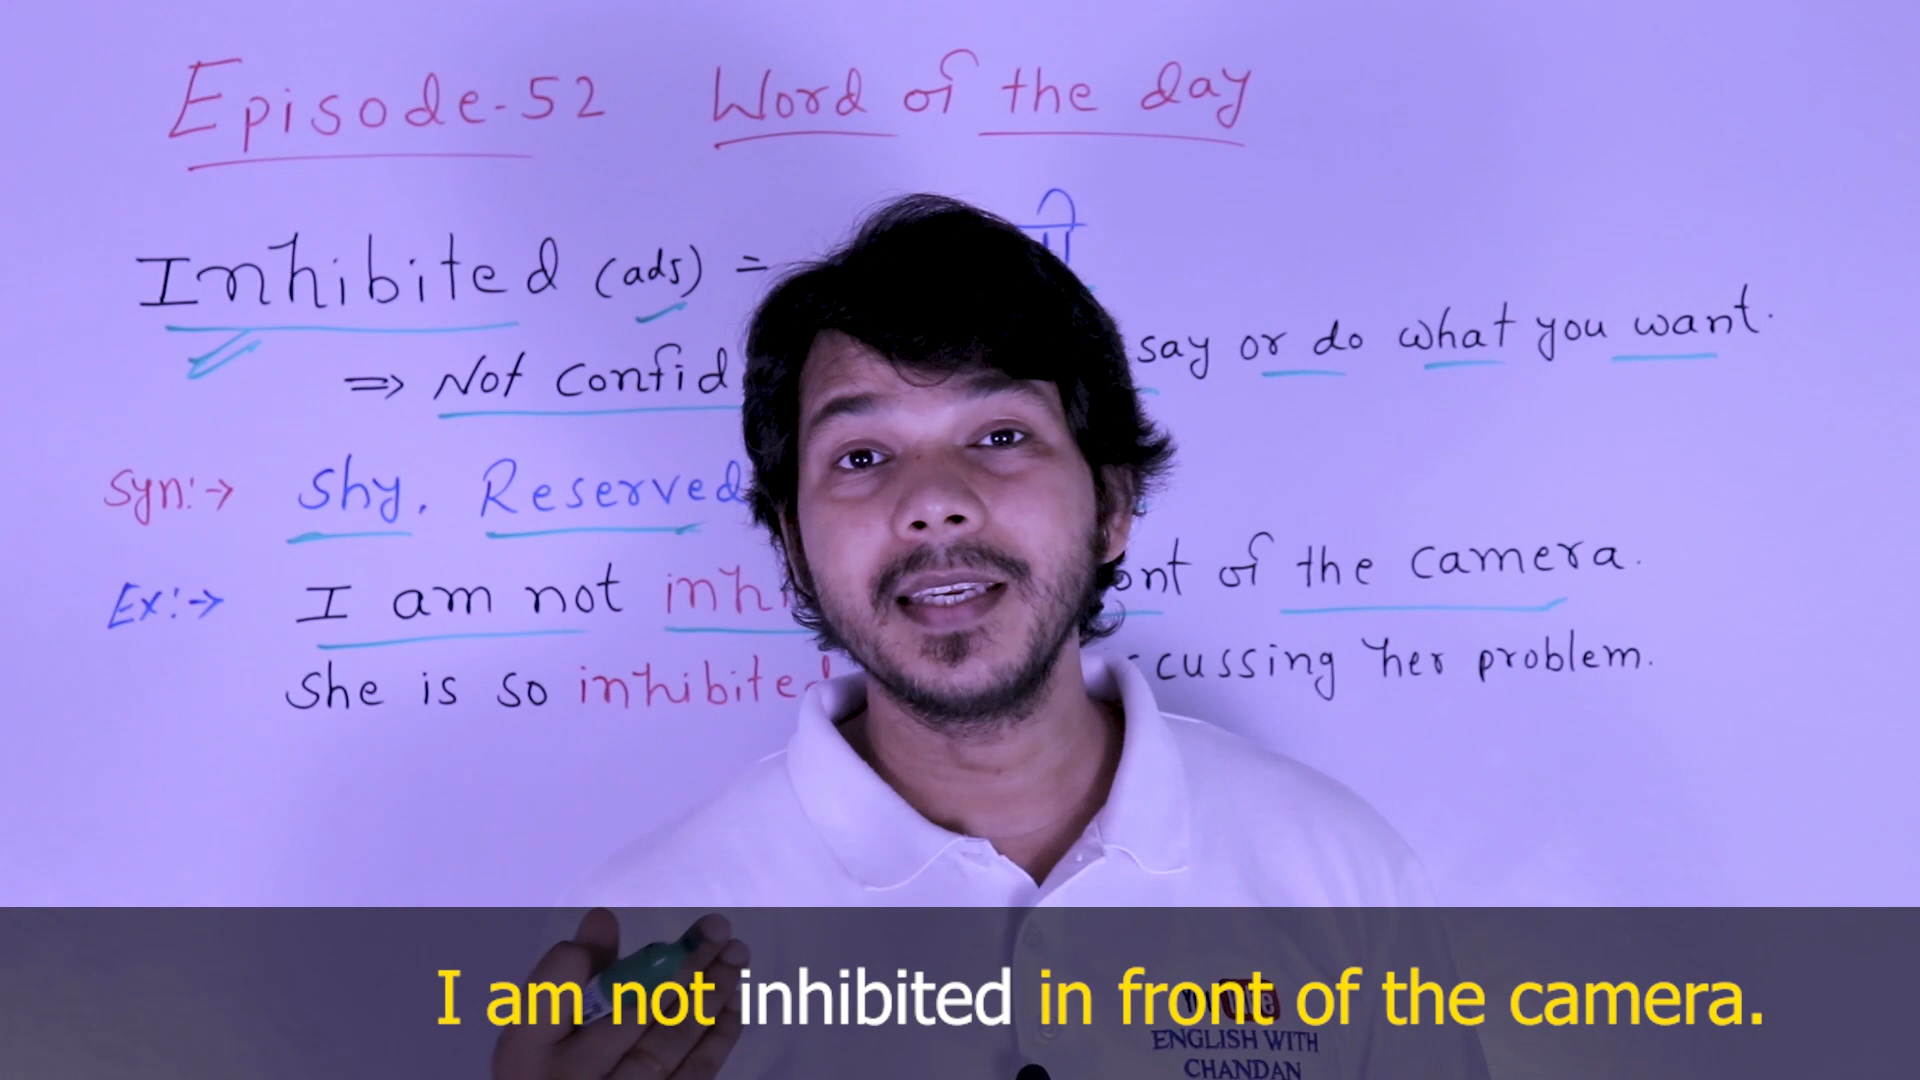 Episode-52 Word of the day
Inhibited (adj) =
⇒ Not Confid say or do what you want.
Syn:→ Shy, Reserved
Ex:→ I am not inhi ont of the camera.
She is so inhibited cussing her problem.
I am not inhibited in front of the camera.
ENGLISH WITH
CHANDAN